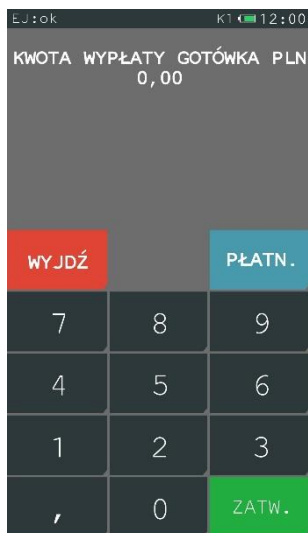 EJ:ok K1 12:00
KWOTA WYPŁATY GOTÓWKA PLN
0,00
WYJDŹ PŁATN.
7 8 9
4 5 6
1 2 3
, 0 ZATW.